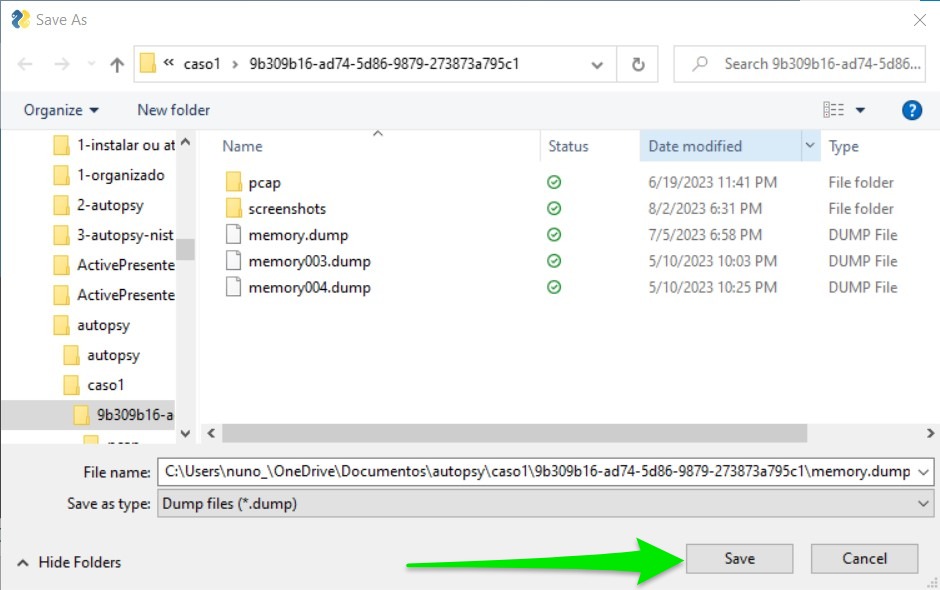 Save As
« caso1 › 9b309b16-ad74-5d86-9879-273873a795c1
Search 9b309b16-ad74-5d86...
Organize
New folder
?
1-instalar ou at
1-organizado
2-autopsy
3-autopsy-nist
ActivePresente
ActivePresente
autopsy
autopsy
caso1
9b309b16-a
Name Status Date modified Type
pcap 6/19/2023 11:41 PM File folder
screenshots 8/2/2023 6:31 PM File folder
memory.dump 7/5/2023 6:58 PM DUMP File
memory003.dump 5/10/2023 10:03 PM DUMP File
memory004.dump 5/10/2023 10:25 PM DUMP File
File name: C:\Users\nuno_\OneDrive\Documentos\autopsy\caso1\9b309b16-ad74-5d86-9879-273873a795c1\memory.dump
Save as type: Dump files (*.dump)
Hide Folders
Save
Cancel